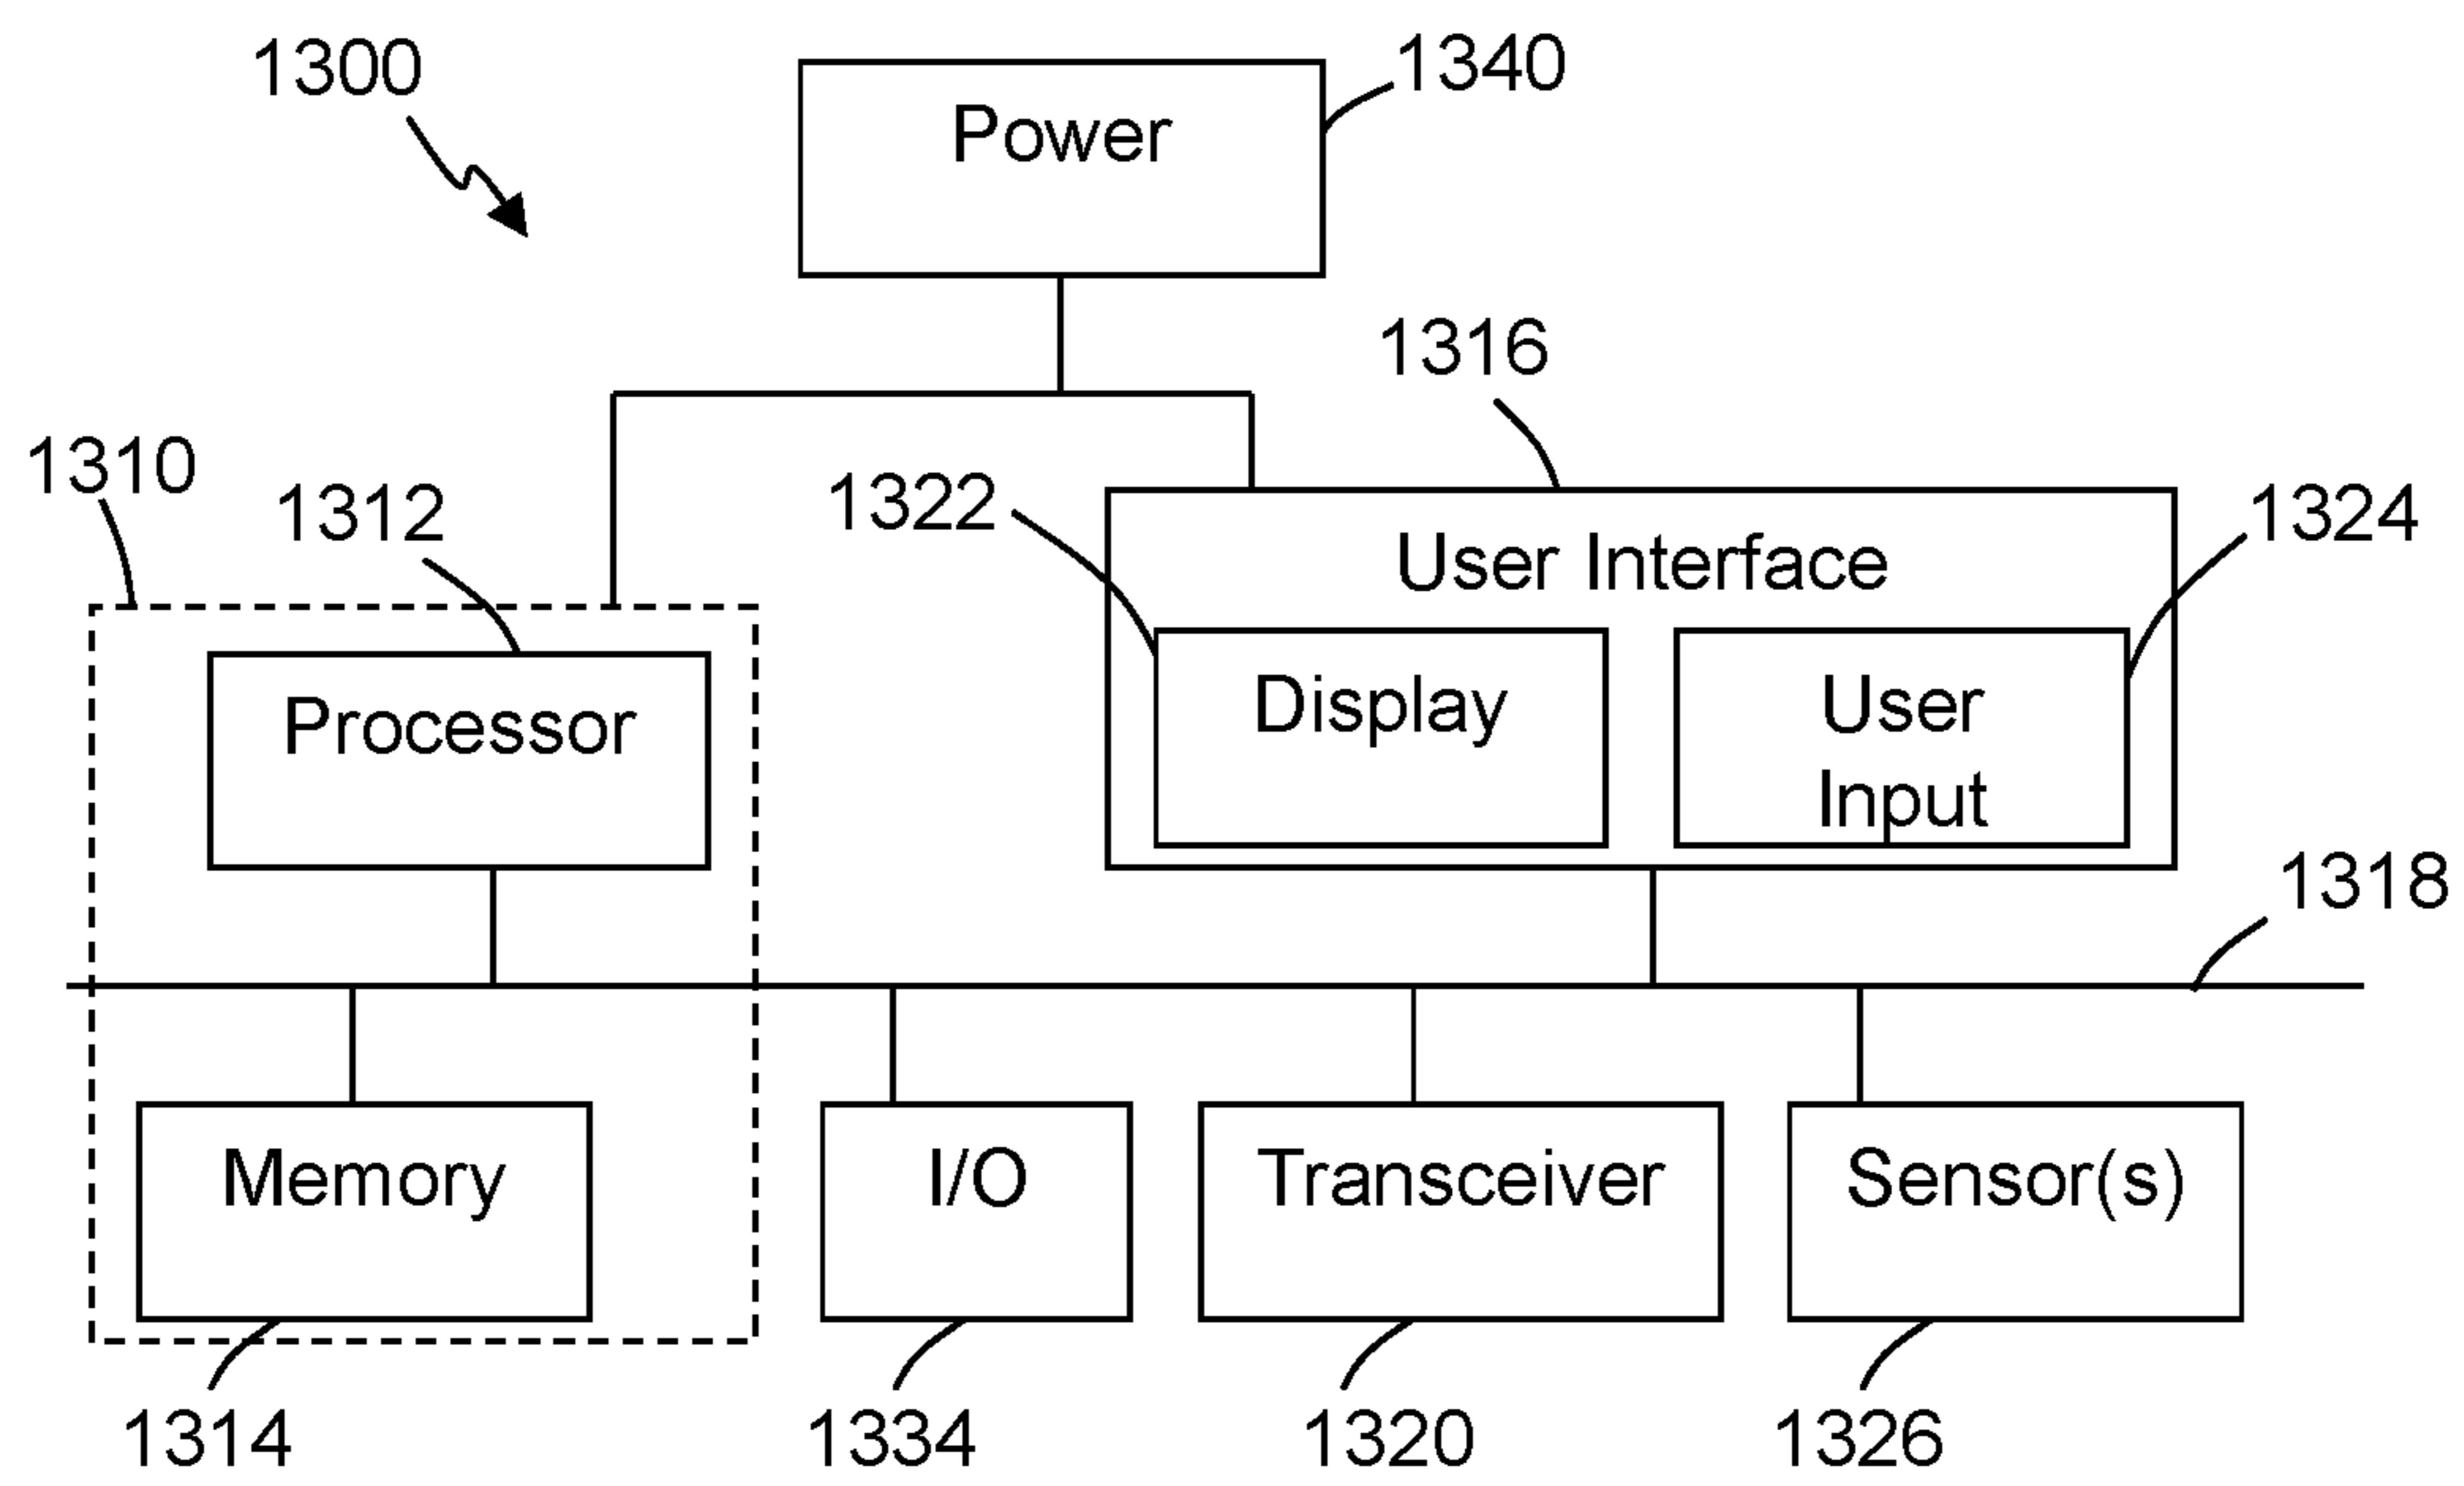 1300
1340
Power
1316
1310
1312
1322
1324
User Interface
Processor
Display
User
Input
1318
Memory
I/O
Transceiver
Sensor(s)
1314
1334
1320
1326